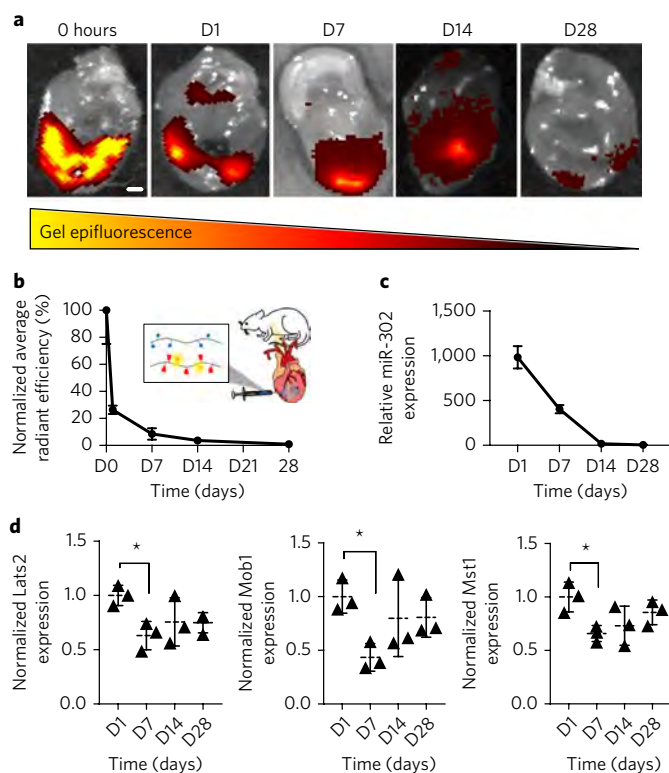 a
0 hours D1 D7 D14 D28
Gel epifluorescence
b
Normalized average
radiant efficiency (%)
100
80
60
40
20
0
D0 D7 D14 D21 28
Time (days)
c
Relative miR-302
expression
1,500
1,000
500
0
D1 D7 D14 D28
Time (days)
d
Normalized Lats2
expression
1.5
1.0
0.5
0.0
*
D1 D7 D14 D28
Time (days)
Normalized Mob1
expression
1.5
1.0
0.5
0.0
*
D1 D7 D14 D28
Time (days)
Normalized Mst1
expression
1.5
1.0
0.5
0.0
*
D1 D7 D14 D28
Time (days)